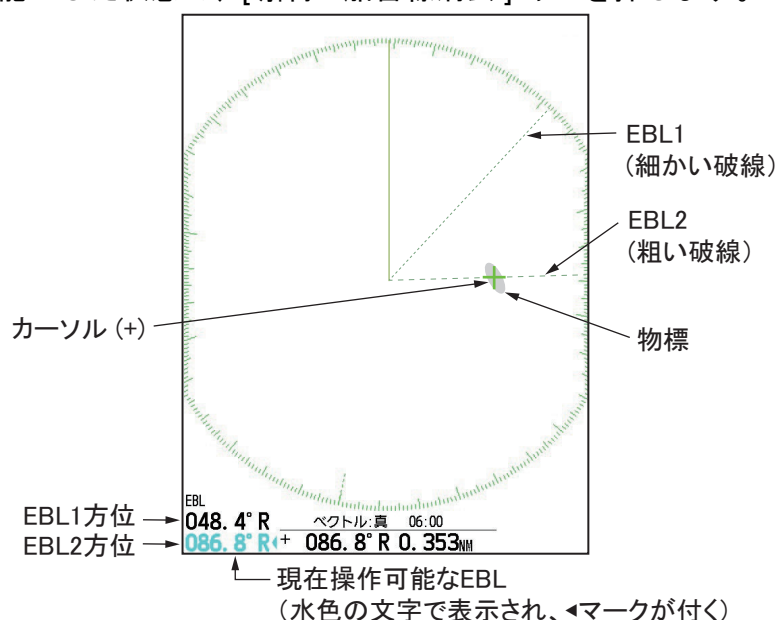 EBL1
(細かい破線)
EBL2
(粗い破線)
カーソル (+)
物標
EBL
EBL1方位
048. 4° R
ベクトル:真 06:00
EBL2方位
086. 8° R
+ 086. 8° R 0. 353NM
現在操作可能なEBL
(水色の文字で表示され、◄マークが付く)